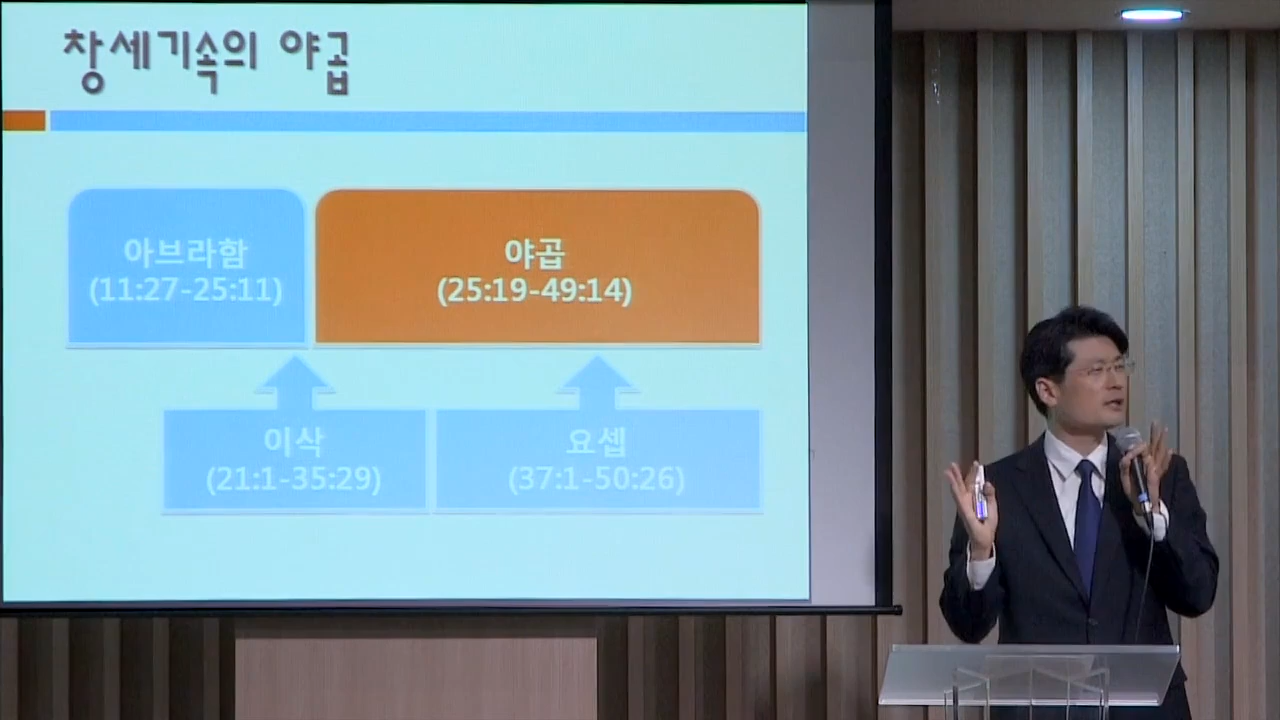 창세기속의 야곱
아브라함
(11:27-25:11)
야곱
(25:19-49:14)
이삭
(21:1-35:29)
요셉
(37:1-50:26)